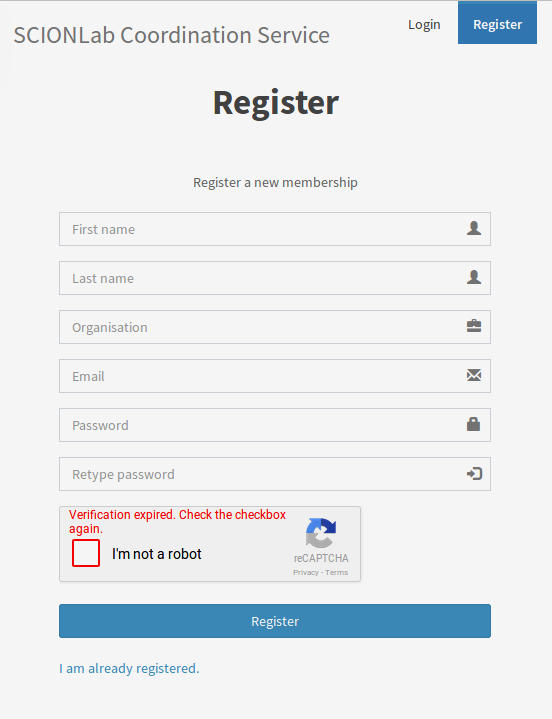 SCIONLab Coordination Service
Login
Register
Register
Register a new membership
First name
Last name
Organisation
Email
Password
Retype password
Verification expired. Check the checkbox
again.
I'm not a robot
reCAPTCHA
Privacy - Terms
Register
I am already registered.